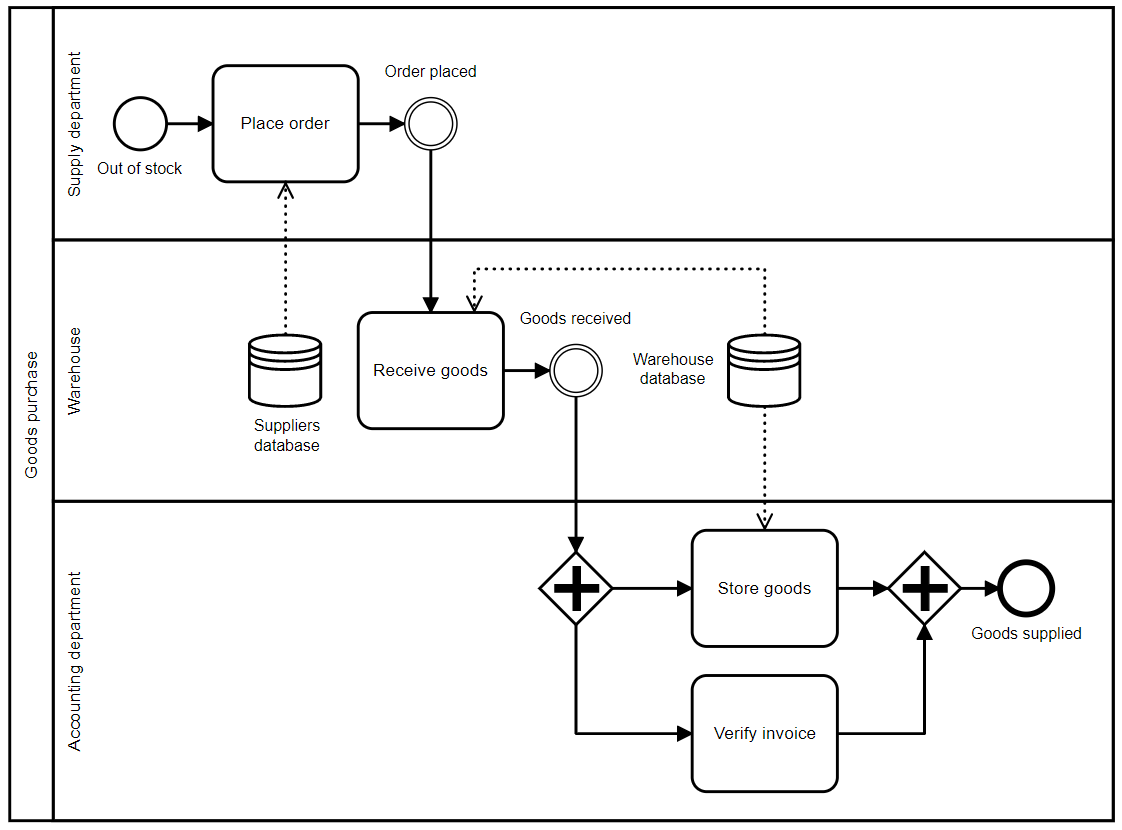 Goods purchase
Supply department
Out of stock
Place order
Order placed
Warehouse
Suppliers
database
Receive goods
Goods received
Warehouse
database
Accounting department
Store goods
Verify invoice
Goods supplied